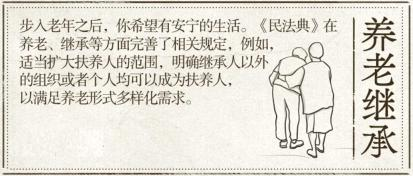 步入老年之后，你希望有安宁的生活。《民法典》在
养老、继承等方面完善了相关规定，例如，
适当扩大扶养人的范围，明确继承人以外
的组织或者个人均可以成为扶养人，
以满足养老形式多样化需求。
养老继承